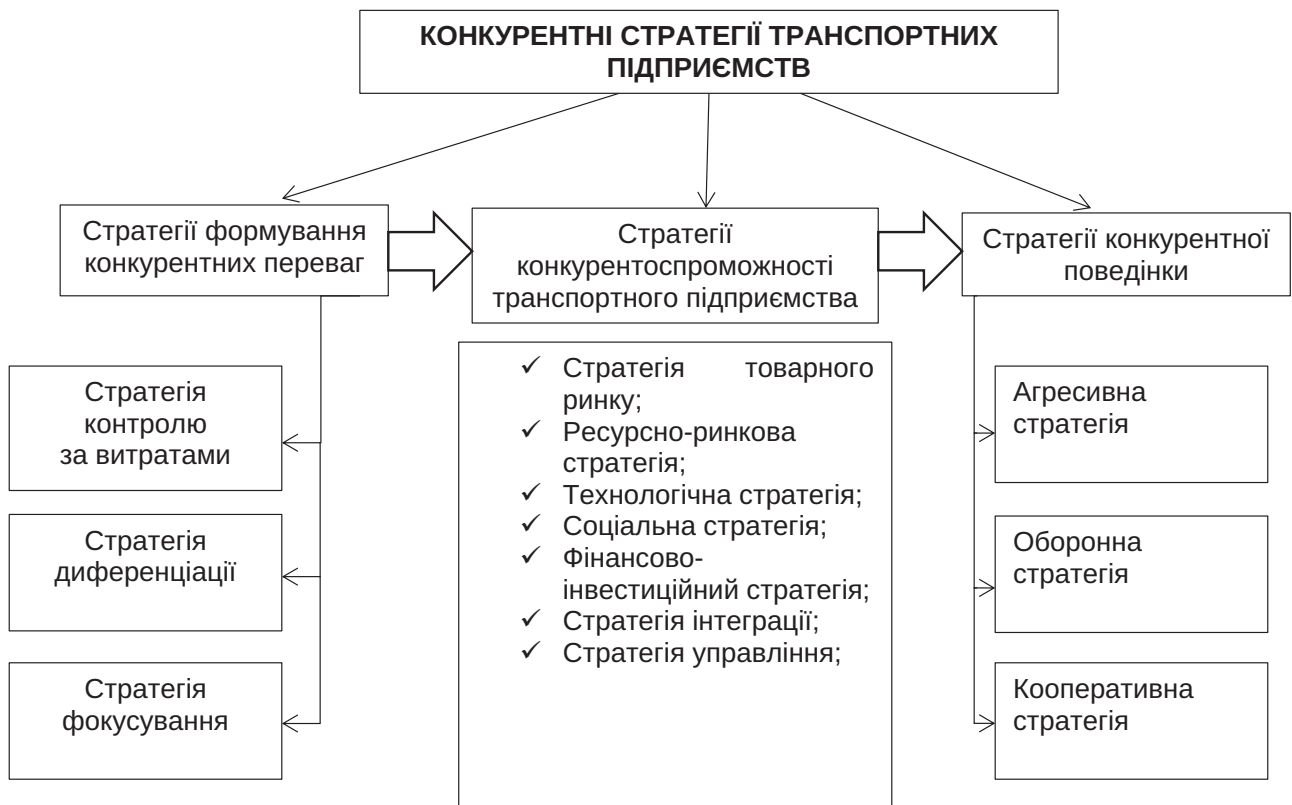 КОНКУРЕНТНІ СТРАТЕГІЇ ТРАНСПОРТНИХ
ПІДПРИЄМСТВ
Стратегії формування
конкурентних переваг
Стратегії
конкурентоспроможності
транспортного підприємства
Стратегії конкурентної
поведінки
Стратегія
контролю
за витратами
Стратегія
диференціації
Стратегія
фокусування
✓ Стратегія товарного
ринку;
✓ Ресурсно-ринкова
стратегія;
✓ Технологічна стратегія;
✓ Соціальна стратегія;
✓ Фінансово-
інвестиційний стратегія;
✓ Стратегія інтеграції;
✓ Стратегія управління;
Агресивна
стратегія
Оборонна
стратегія
Кооперативна
стратегія